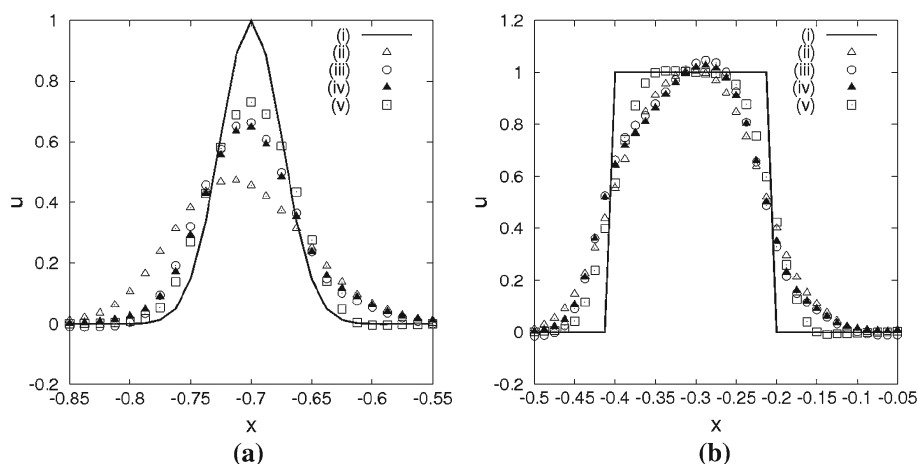 1
0.8
0.6
0.4
0.2
0
-0.2
u
-0.85 -0.8 -0.75 -0.7 -0.65 -0.6 -0.55
x
(i)
(ii)
(iii)
(iv)
(v)
(a)
1.2
1
0.8
0.6
0.4
0.2
0
-0.2
u
-0.5 -0.45 -0.4 -0.35 -0.3 -0.25 -0.2 -0.15 -0.1 -0.05
x
(i)
(ii)
(iii)
(iv)
(v)
(b)